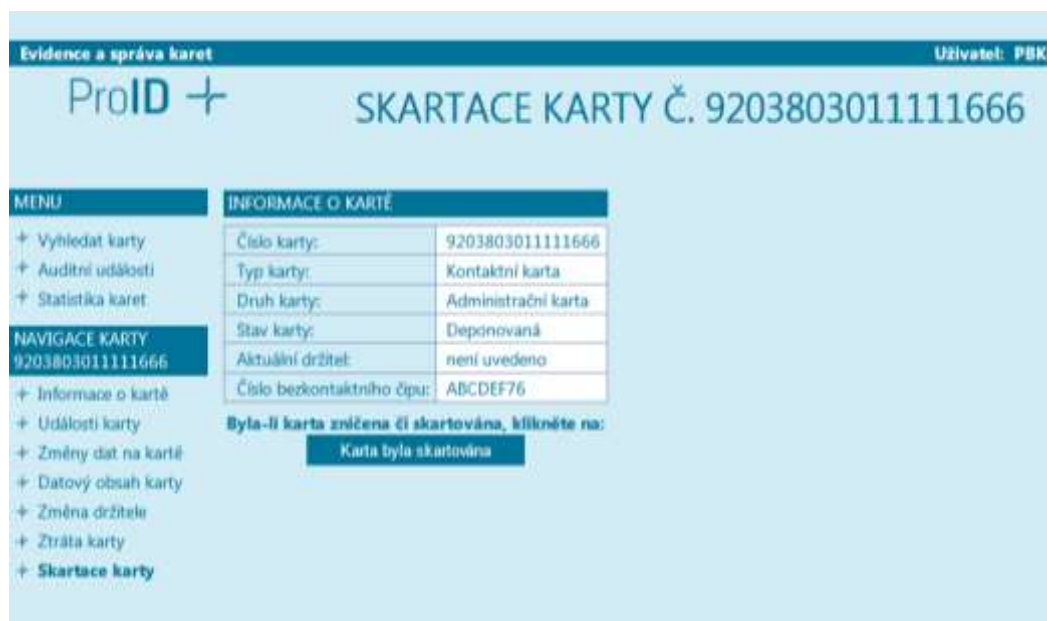 Evidence a správa karet
Uživatel: PBK
ProID +
SKARTACE KARTY Č. 9203803011111666
MENU
+ Vyhledat karty
+ Auditní události
+ Statistika karet
NAVIGACE KARTY
9203803011111666
+ Informace o kartě
+ Události karty
+ Změny dat na kartě
+ Datový obsah karty
+ Změna držitele
+ Ztráta karty
+ Skartace karty
INFORMACE O KARTĚ
Číslo karty: 9203803011111666
Typ karty: Kontaktní karta
Druh karty: Administrační karta
Stav karty: Deponovaná
Aktuální držitel: není uvedeno
Číslo bezkontaktního čipu: ABCDEF76
Byla-li karta zničena či skartována, klikněte na:
Karta byla skartována